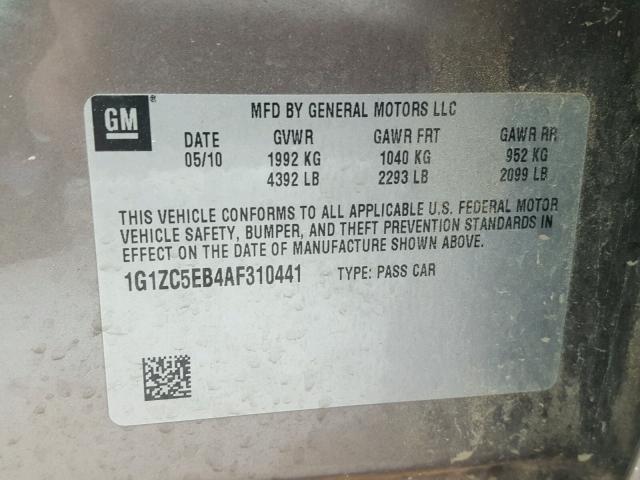 GM®
MFD BY GENERAL MOTORS LLC
DATE GVWR GAWR FRT GAWR RR
05/10 1992 KG 1040 KG 952 KG
4392 LB 2293 LB 2099 LB
THIS VEHICLE CONFORMS TO ALL APPLICABLE U.S. FEDERAL MOTOR
VEHICLE SAFETY, BUMPER, AND THEFT PREVENTION STANDARDS IN
EFFECT ON THE DATE OF MANUFACTURE SHOWN ABOVE.
1G1ZC5EB4AF310441 TYPE: PASS CAR